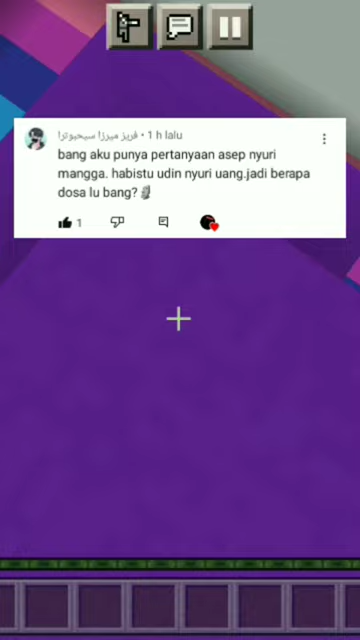 فريز ميرزا سيحبوترا • 1 h lalu
bang aku punya pertanyaan asep nyuri
mangga. habistu udin nyuri uang.jadi berapa
dosa lu bang?🗿
1